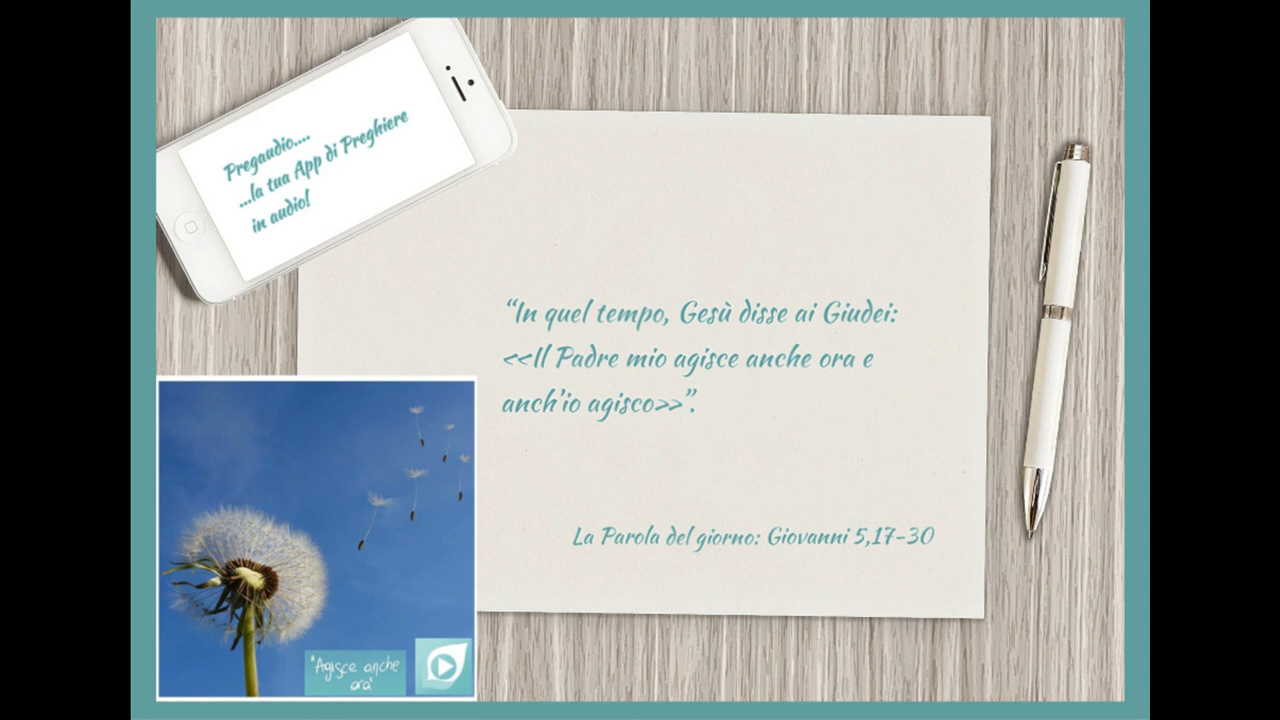 Pregaudio....
...la tua App di Preghiere
in audio!
“In quel tempo, Gesù disse ai Giudei:
<<Il Padre mio agisce anche ora e
anch'io agisco>>”.
La Parola del giorno: Giovanni 5,17-30
"Agisce anche
ora"